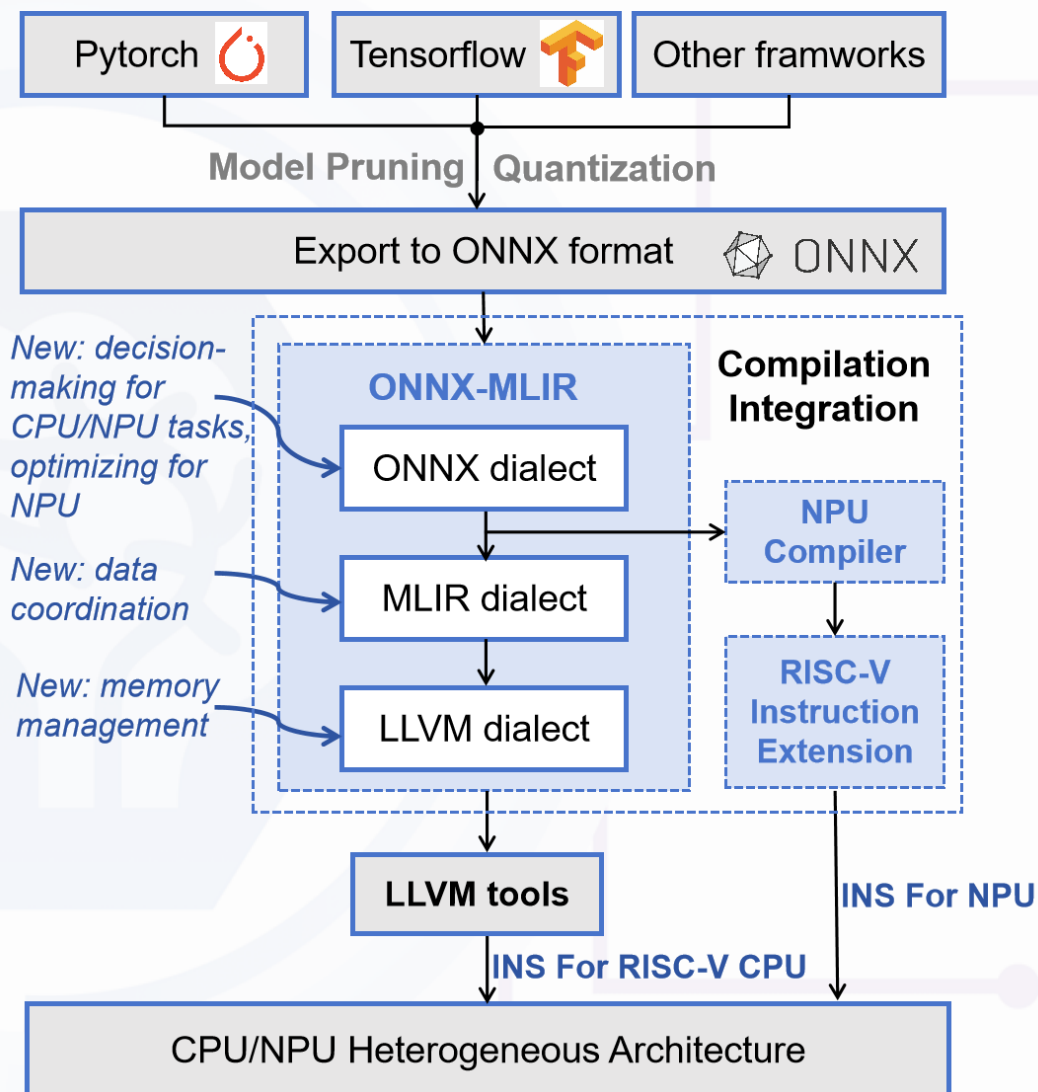 Pytorch
Tensorflow
Other framworks
Model Pruning
Quantization
Export to ONNX format
ONNX
New: decision-
making for
CPU/NPU tasks,
optimizing for
NPU
New: data
coordination
New: memory
management
ONNX-MLIR
ONNX dialect
MLIR dialect
LLVM dialect
Compilation
Integration
NPU
Compiler
RISC-V
Instruction
Extension
LLVM tools
INS For NPU
INS For RISC-V CPU
CPU/NPU Heterogeneous Architecture